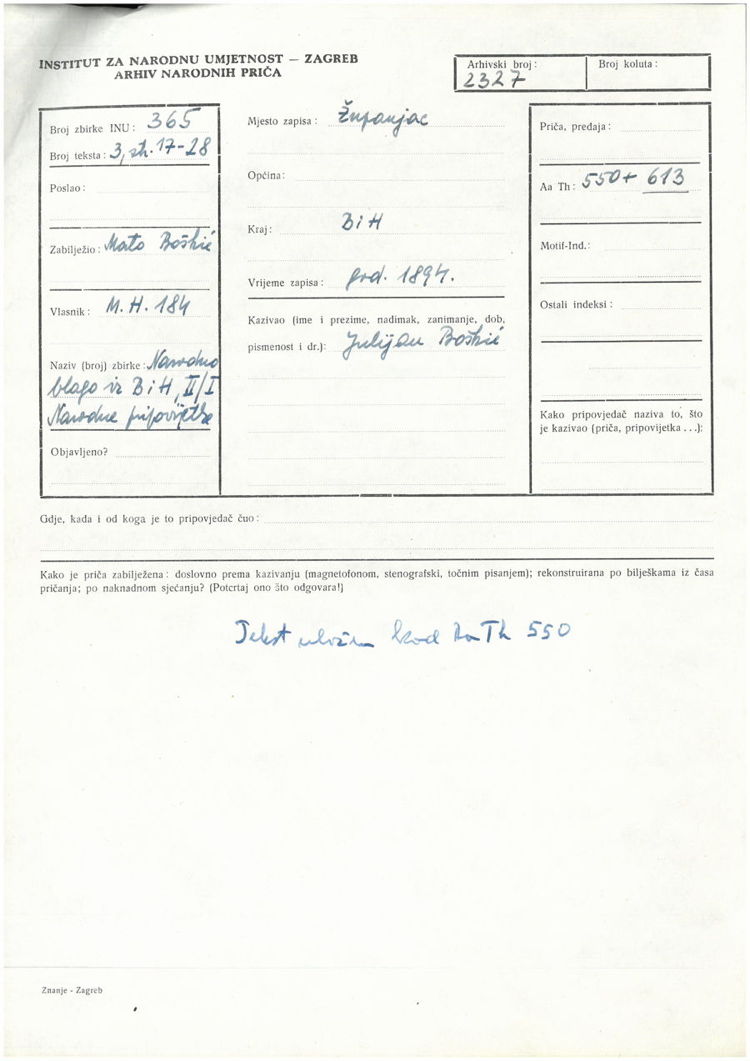 INSTITUT ZA NARODNU UMJETNOST — ZAGREB
ARHIV NARODNIH PRIČA
Arhivski broj: 2327
Broj koluta:
Broj zbirke INU: 365
Broj teksta: 3, str. 17-28
Poslao:
Zabilježio: Mato Boškić
Vlasnik: M. H. 184
Naziv (broj) zbirke: Narodno
blago iz BiH, II/I
Narodne pripovijetke
Objavljeno?
Mjesto zapisa: Županjac
Općina:
Kraj: BiH
Vrijeme zapisa: god. 1894.
Kazivao (ime i prezime, nadimak, zanimanje, dob,
pismenost i dr.): Julijan Boškić
Priča, predaja:
Aa Th: 550 + 613
Motif-Ind.:
Ostali indeksi:
Kako pripovjedač naziva to, što
je kazivao (priča, pripovijetka . . .);
Gdje, kada i od koga je to pripovjedač čuo:
Kako je priča zabilježena: doslovno prema kazivanju (magnetofonom, stenografski, točnim pisanjem); rekonstruirana po bilješkama iz časa
pričanja; po naknadnom sjećanju? (Potcrtaj ono što odgovara!)
Tekst uložen kod AaTh 550
Znanje - Zagreb